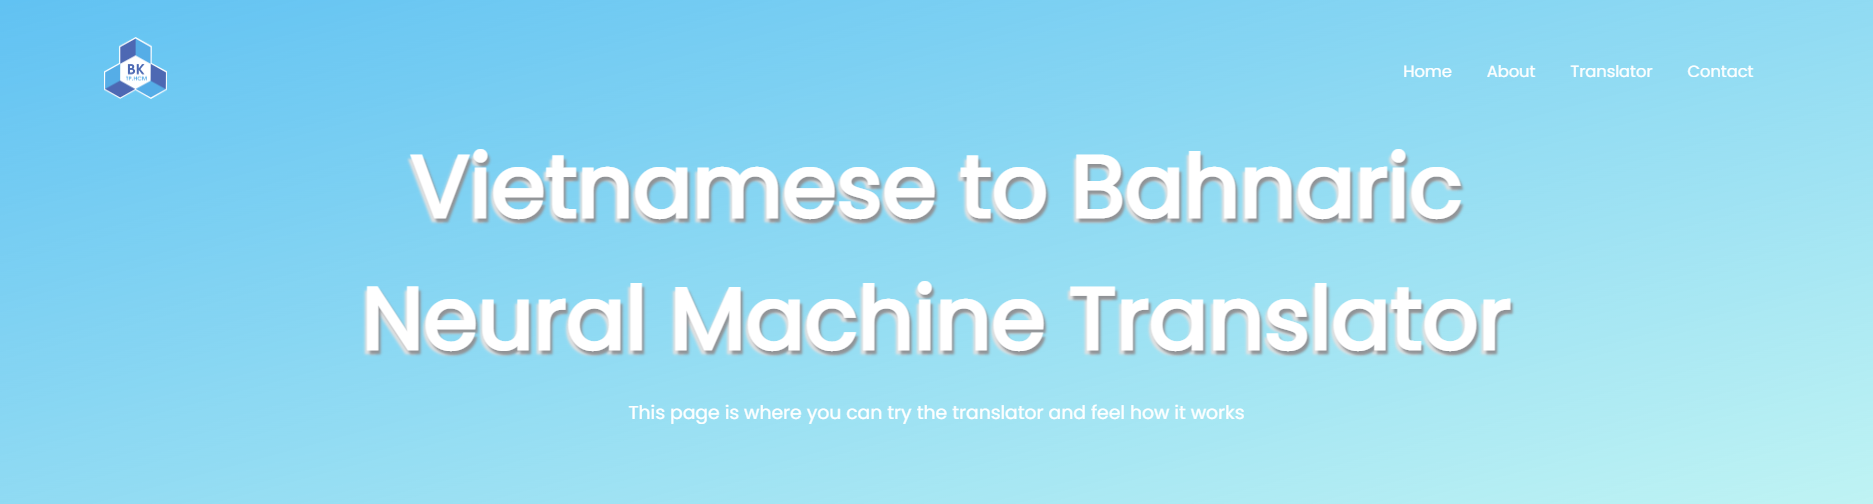 BK
TP.HCM
Home About Translator Contact
Vietnamese to Bahnaric
Neural Machine Translator
This page is where you can try the translator and feel how it works